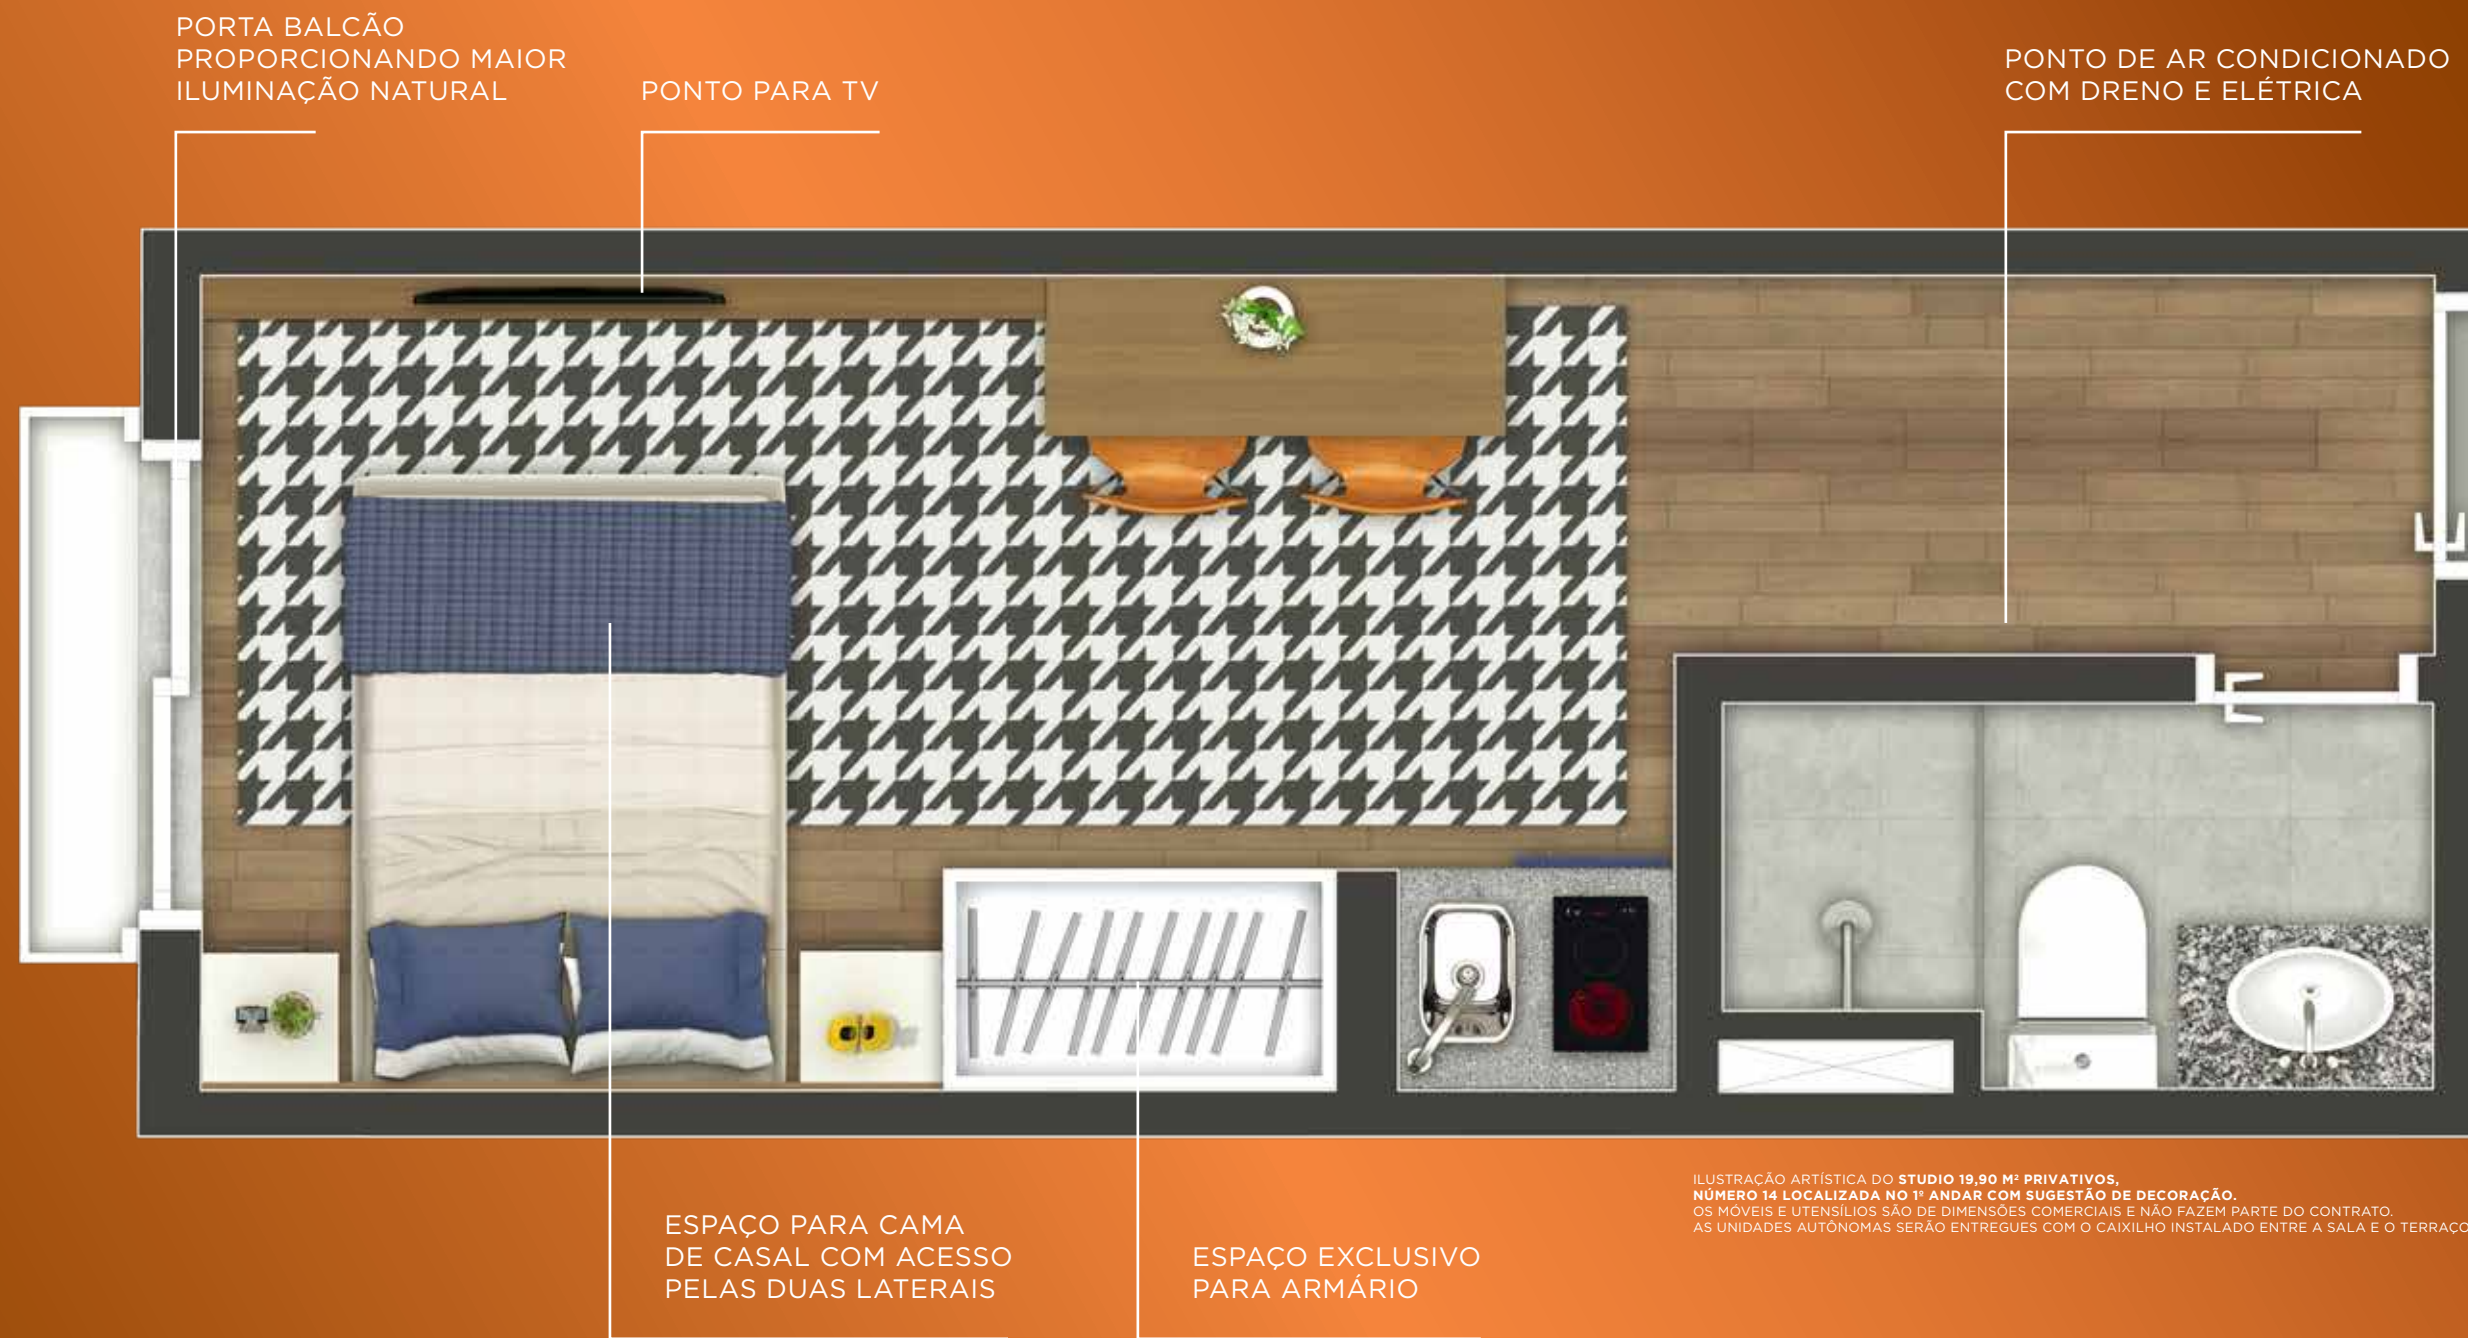 PORTA BALCÃO
PROPORCIONANDO MAIOR
ILUMINAÇÃO NATURAL
PONTO PARA TV
PONTO DE AR CONDICIONADO
COM DRENO E ELÉTRICA
ESPAÇO PARA CAMA
DE CASAL COM ACESSO
PELAS DUAS LATERAIS
ESPAÇO EXCLUSIVO
PARA ARMÁRIO
ILUSTRAÇÃO ARTÍSTICA DO STUDIO 19,90 M² PRIVATIVOS,
NÚMERO 14 LOCALIZADA NO 1º ANDAR COM SUGESTÃO DE DECORAÇÃO.
OS MÓVEIS E UTENSÍLIOS SÃO DE DIMENSÕES COMERCIAIS E NÃO FAZEM PARTE DO CONTRATO.
AS UNIDADES AUTÔNOMAS SERÃO ENTREGUES COM O CAIXILHO INSTALADO ENTRE A SALA E O TERRAÇO